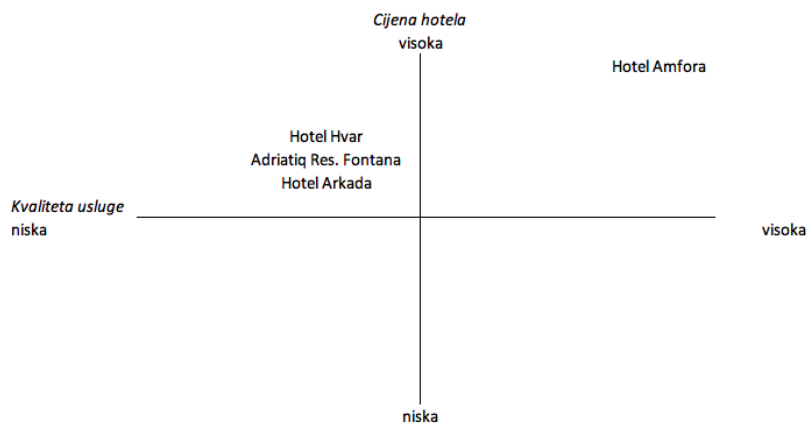 Cijena hotela
visoka
Hotel Amfora
Hotel Hvar
Adriatiq Res. Fontana
Hotel Arkada
Kvaliteta usluge
niska
visoka
niska